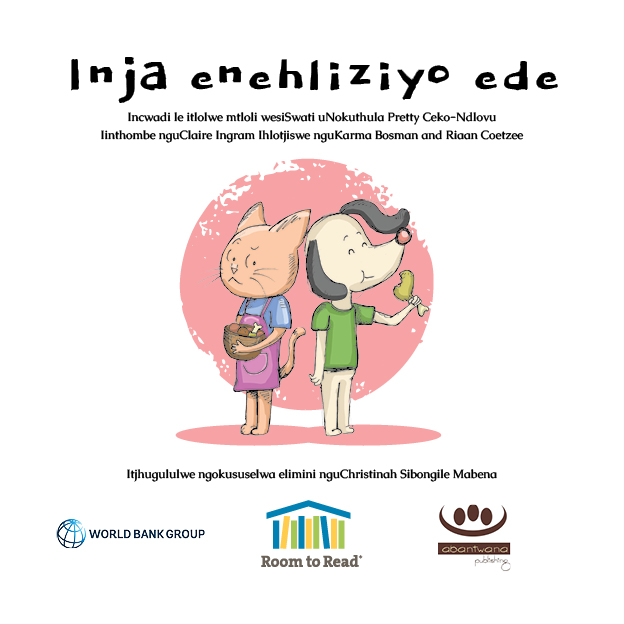 Inja enehliziyo ede
Incwadi le itlolwe mtloli wesiSwati uNokuthula Pretty Ceko-Ndlovu
Iinthombe nguClaire Ingram Ihlotjiswe nguKarma Bosman and Riaan Coetzee
Itjhugululwe ngokususelwa elimini nguChristinah Sibongile Mabena
WORLD BANK GROUP
Room to Read
abantwana
publishing